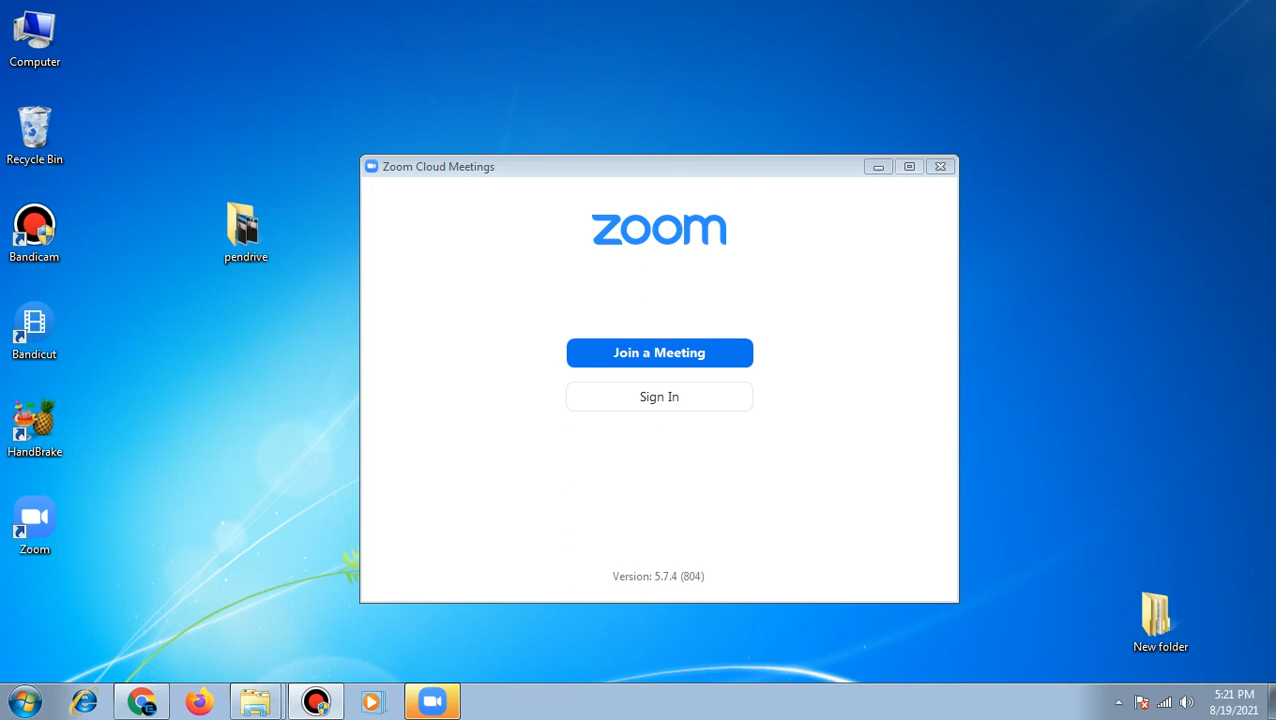 Computer
Recycle Bin
Bandicam
Bandicut
HandBrake
Zoom
pendrive
Zoom Cloud Meetings
zoom
Join a Meeting
Sign In
Version: 5.7.4 (804)
New folder
5:21 PM
8/19/2021